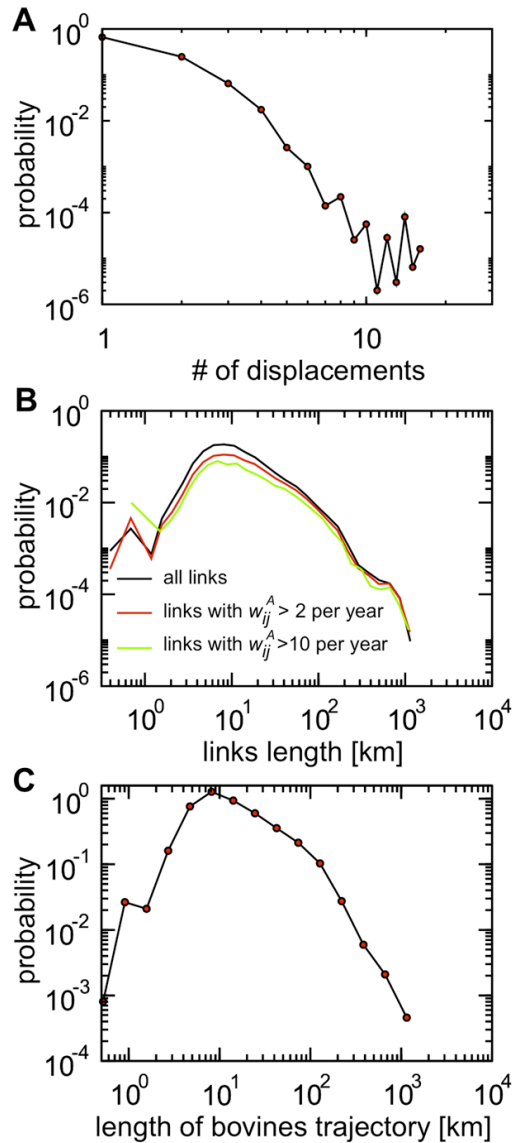 A
10^0
10^-2
10^-4
10^-6
probability
1
10
# of displacements
B
10^0
10^-2
10^-4
10^-6
probability
all links
links with w_ij^A > 2 per year
links with w_ij^A >10 per year
10^0 10^1 10^2 10^3 10^4
links length [km]
C
10^0
10^-1
10^-2
10^-3
10^-4
probability
10^0 10^1 10^2 10^3 10^4
length of bovines trajectory [km]